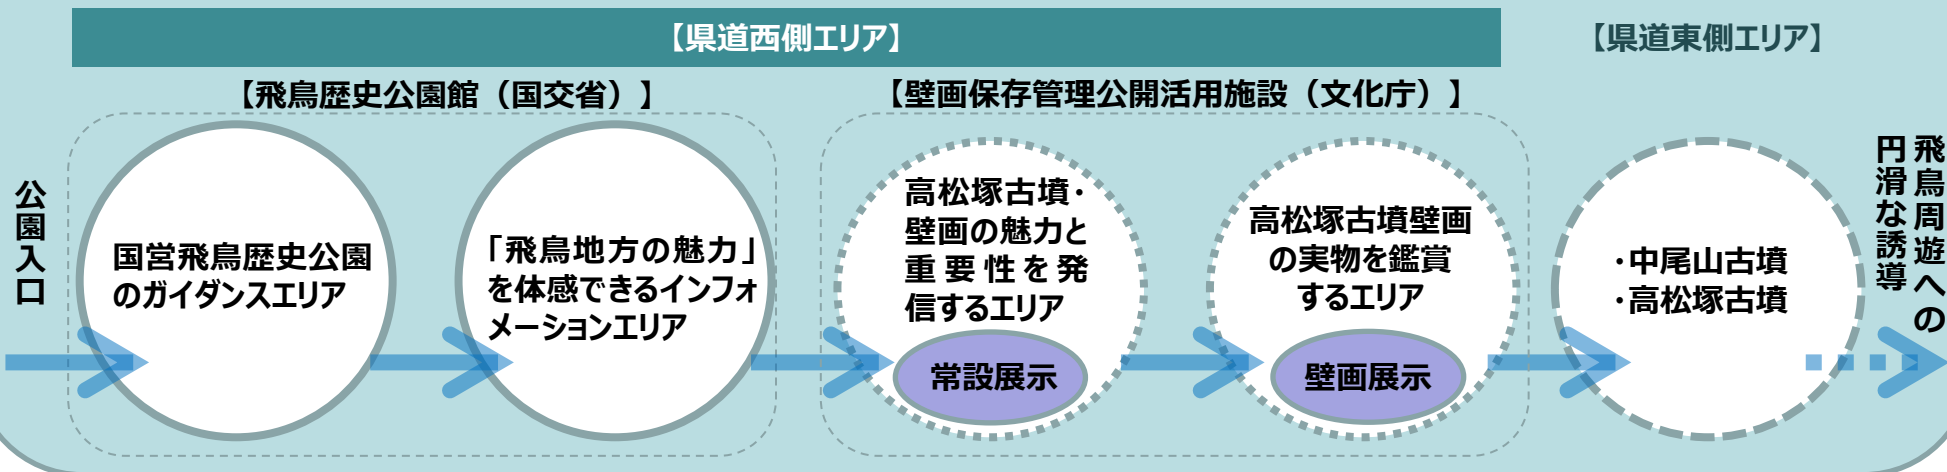 【県道西側エリア】
【県道東側エリア】
【飛鳥歴史公園館（国交省）】
【壁画保存管理公開活用施設（文化庁）】
公園入口
国営飛鳥歴史公園
のガイダンスエリア
「飛鳥地方の魅力」
を体感できるインフォ
メーションエリア
高松塚古墳・
壁画の魅力と
重要性を発
信するエリア
常設展示
高松塚古墳壁画
の実物を鑑賞
するエリア
壁画展示
・中尾山古墳
・高松塚古墳
飛鳥周遊への
円滑な誘導